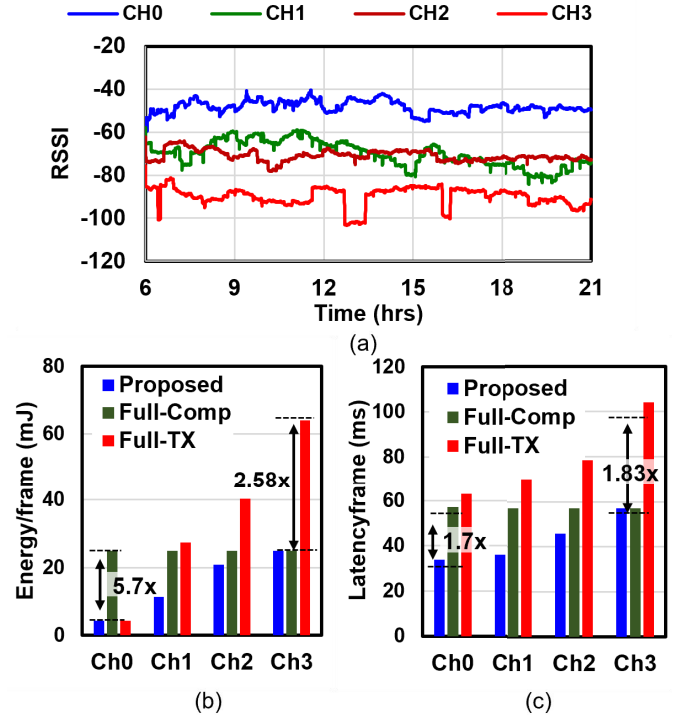 CH0 CH1 CH2 CH3
-20
-40
-60
-80
-100
-120
RSSI
6 9 12 15 18 21
Time (hrs)
(a)
80
60
40
20
0
Energy/frame (mJ)
Proposed
Full-Comp
Full-TX
2.58x
5.7x
Ch0 Ch1 Ch2 Ch3
(b)
120
100
80
60
40
20
0
Latencyframe (ms)
Proposed
Full-Comp
Full-TX
1.83x
1.7x
Ch0 Ch1 Ch2 Ch3
(c)